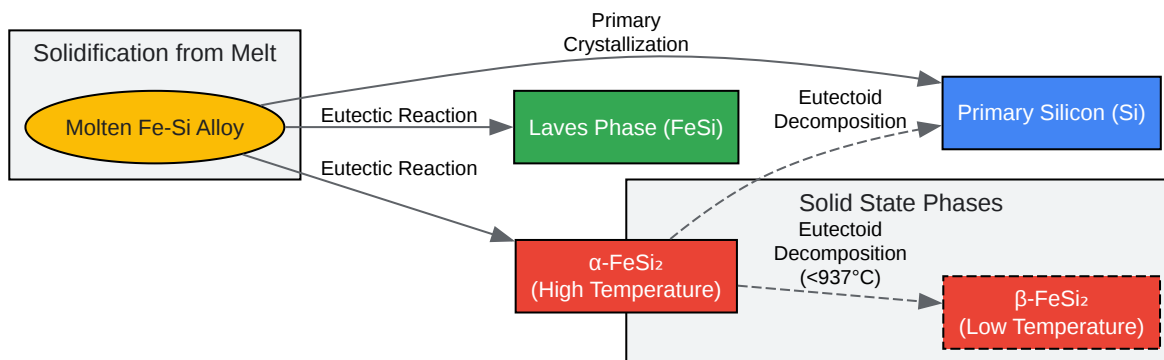 Solidification from Melt
Molten Fe-Si Alloy
Primary
Crystallization
Eutectic Reaction
Eutectic Reaction
Laves Phase (FeSi)
Eutectoid
Decomposition
Primary Silicon (Si)
Solid State Phases
α-FeSi₂
(High Temperature)
Eutectoid
Decomposition
(<937°C)
β-FeSi₂
(Low Temperature)